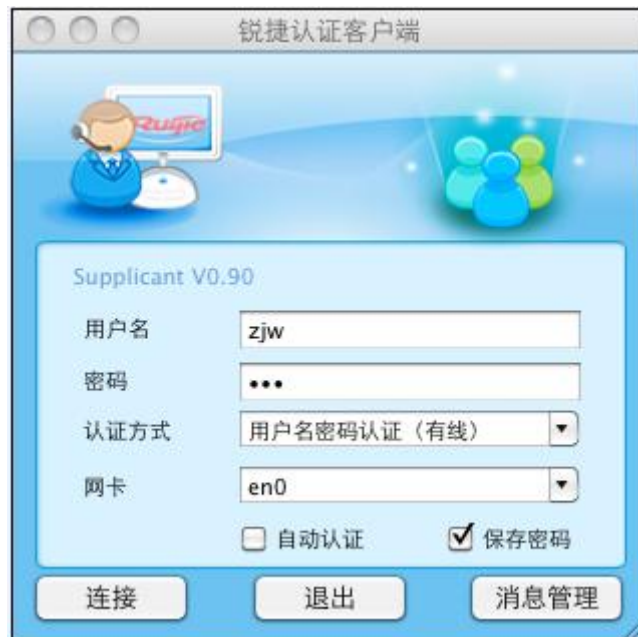 锐捷认证客户端
Ruijie
Supplicant V0.90
用户名
zjw
密码
•••
认证方式
用户名密码认证（有线）
网卡
en0
自动认证
保存密码
连接
退出
消息管理